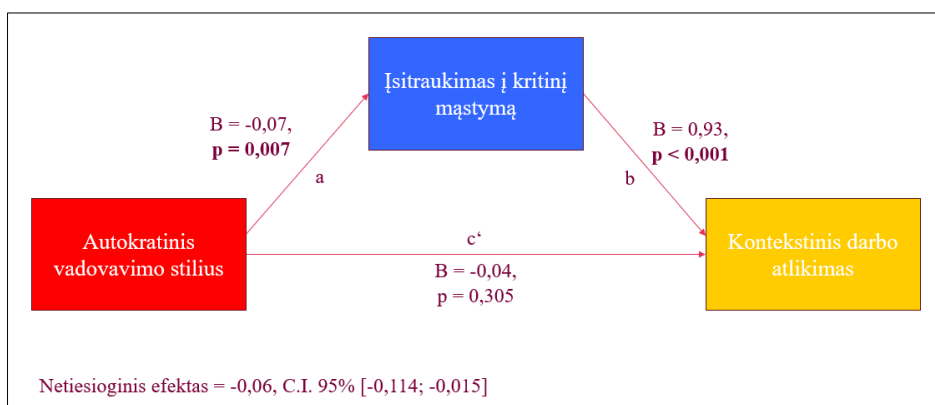 Įsitraukimas į kritinį
mąstymą
B = -0,07,
p = 0,007
B = 0,93,
p < 0,001
a
b
Autokratinis
vadovavimo stilius
c‘
Kontekstinis darbo
atlikimas
B = -0,04,
p = 0,305
Netiesioginis efektas = -0,06, C.I. 95% [-0,114; -0,015]